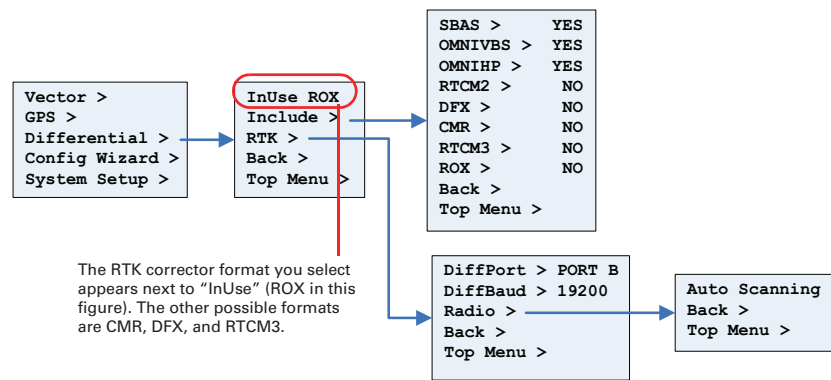 Vector >
GPS >
Differential >
Config Wizard >
System Setup >
InUse ROX
Include >
RTK >
Back >
Top Menu >
SBAS > YES
OMNIVBS > YES
OMNIHP > YES
RTCM2 > NO
DFX > NO
CMR > NO
RTCM3 > NO
ROX > NO
Back >
Top Menu >
The RTK corrector format you select
appears next to “InUse” (ROX in this
figure). The other possible formats
are CMR, DFX, and RTCM3.
DiffPort > PORT B
DiffBaud > 19200
Radio >
Back >
Top Menu >
Auto Scanning
Back >
Top Menu >